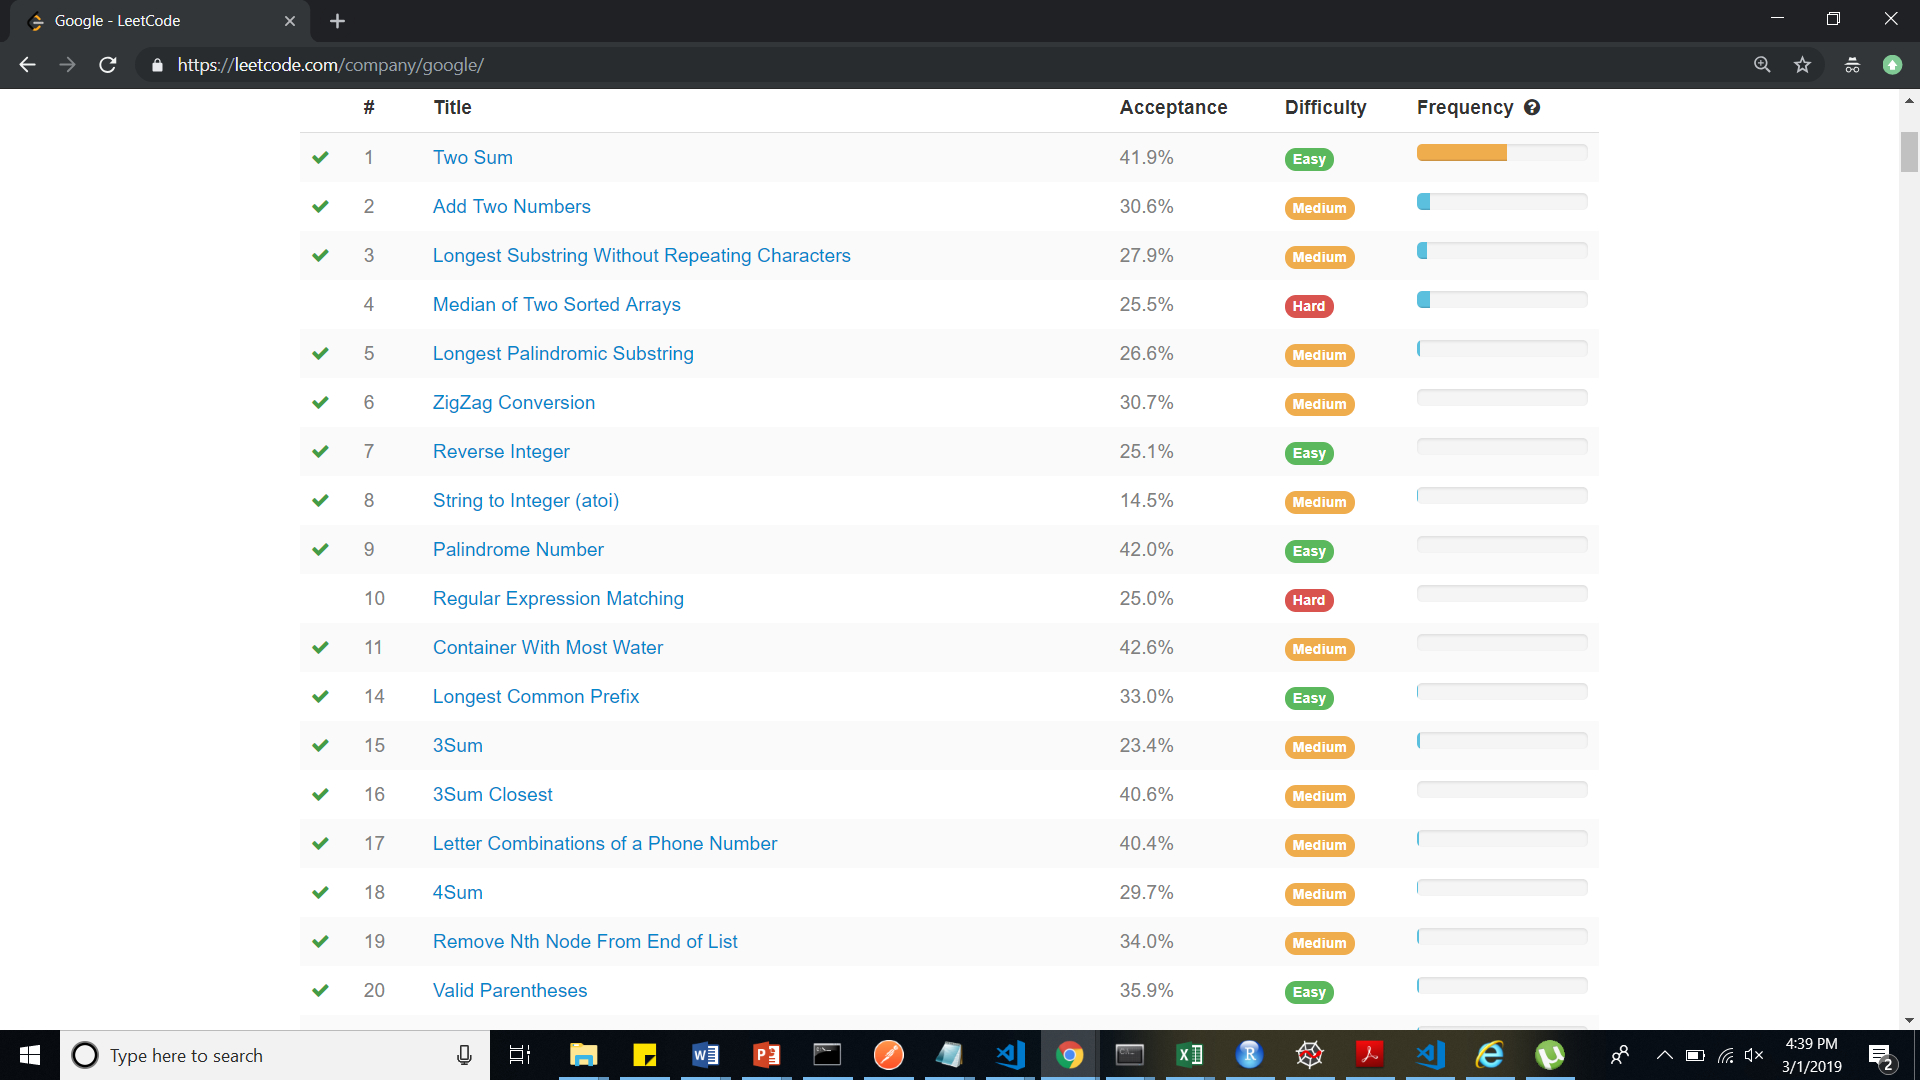 Google - LeetCode
https://leetcode.com/company/google/
# Title Acceptance Difficulty Frequency ?
1 Two Sum 41.9% Easy
2 Add Two Numbers 30.6% Medium
3 Longest Substring Without Repeating Characters 27.9% Medium
4 Median of Two Sorted Arrays 25.5% Hard
5 Longest Palindromic Substring 26.6% Medium
6 ZigZag Conversion 30.7% Medium
7 Reverse Integer 25.1% Easy
8 String to Integer (atoi) 14.5% Medium
9 Palindrome Number 42.0% Easy
10 Regular Expression Matching 25.0% Hard
11 Container With Most Water 42.6% Medium
14 Longest Common Prefix 33.0% Easy
15 3Sum 23.4% Medium
16 3Sum Closest 40.6% Medium
17 Letter Combinations of a Phone Number 40.4% Medium
18 4Sum 29.7% Medium
19 Remove Nth Node From End of List 34.0% Medium
20 Valid Parentheses 35.9% Easy
Type here to search
4:39 PM
3/1/2019
2